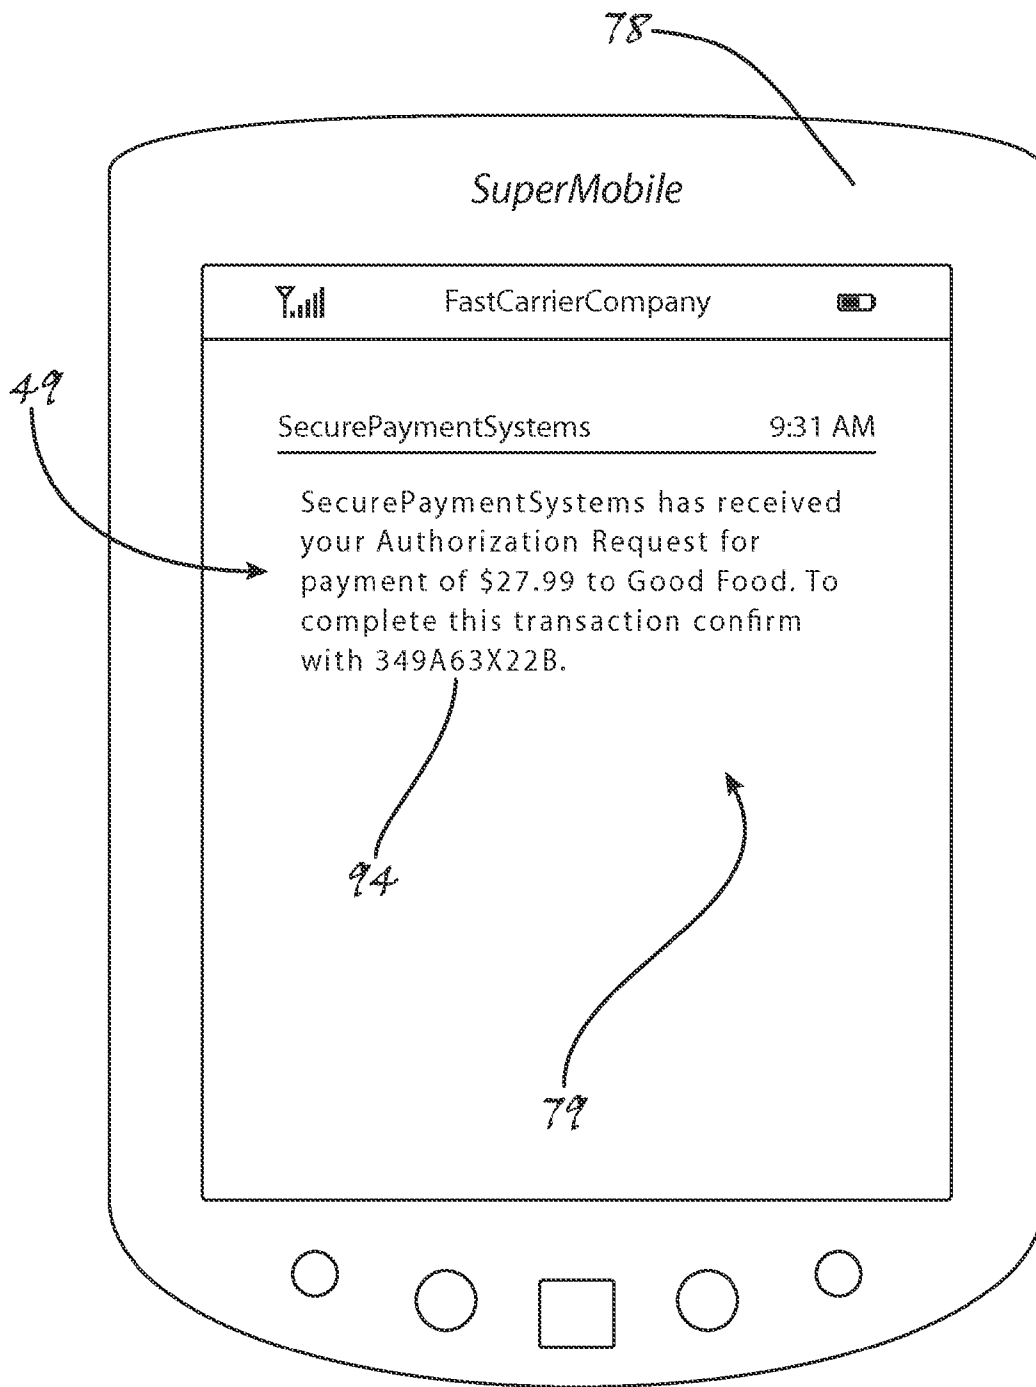 78
SuperMobile
FastCarrierCompany
49
SecurePaymentSystems 9:31 AM
SecurePaymentSystems has received
your Authorization Request for
payment of $27.99 to Good Food. To
complete this transaction confirm
with 349A63X22B.
94
79